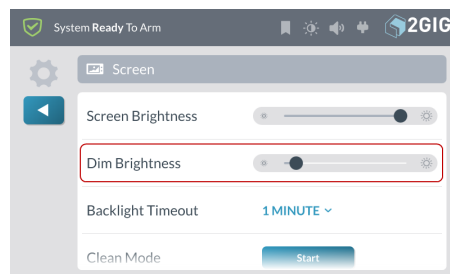 System Ready To Arm
2GIG
Screen
Screen Brightness
Dim Brightness
Backlight Timeout 1 MINUTE
Clean Mode Start